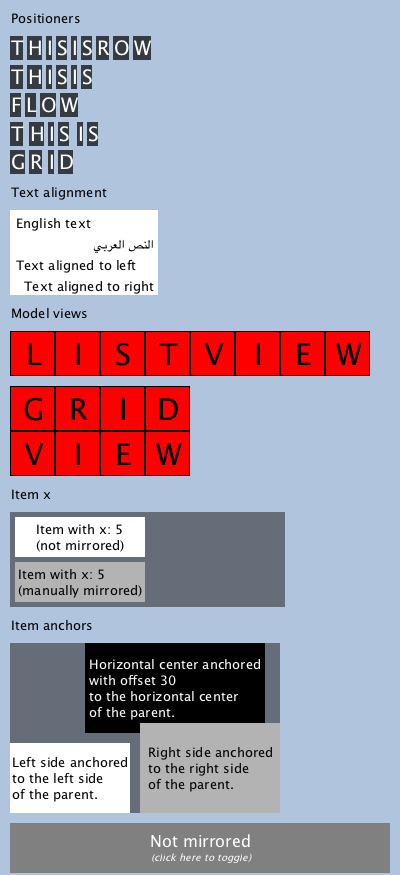 Positioners
THISISROW
THISIS
FLOW
THIS IS
GRID
Text alignment
English text
النص العربي
Text aligned to left
Text aligned to right
Model views
LISTVIEW
GRID
VIEW
Item x
Item with x: 5
(not mirrored)
Item with x: 5
(manually mirrored)
Item anchors
Horizontal center anchored
with offset 30
to the horizontal center
of the parent.
Left side anchored
to the left side
of the parent.
Right side anchored
to the right side
of the parent.
Not mirrored
(click here to toggle)